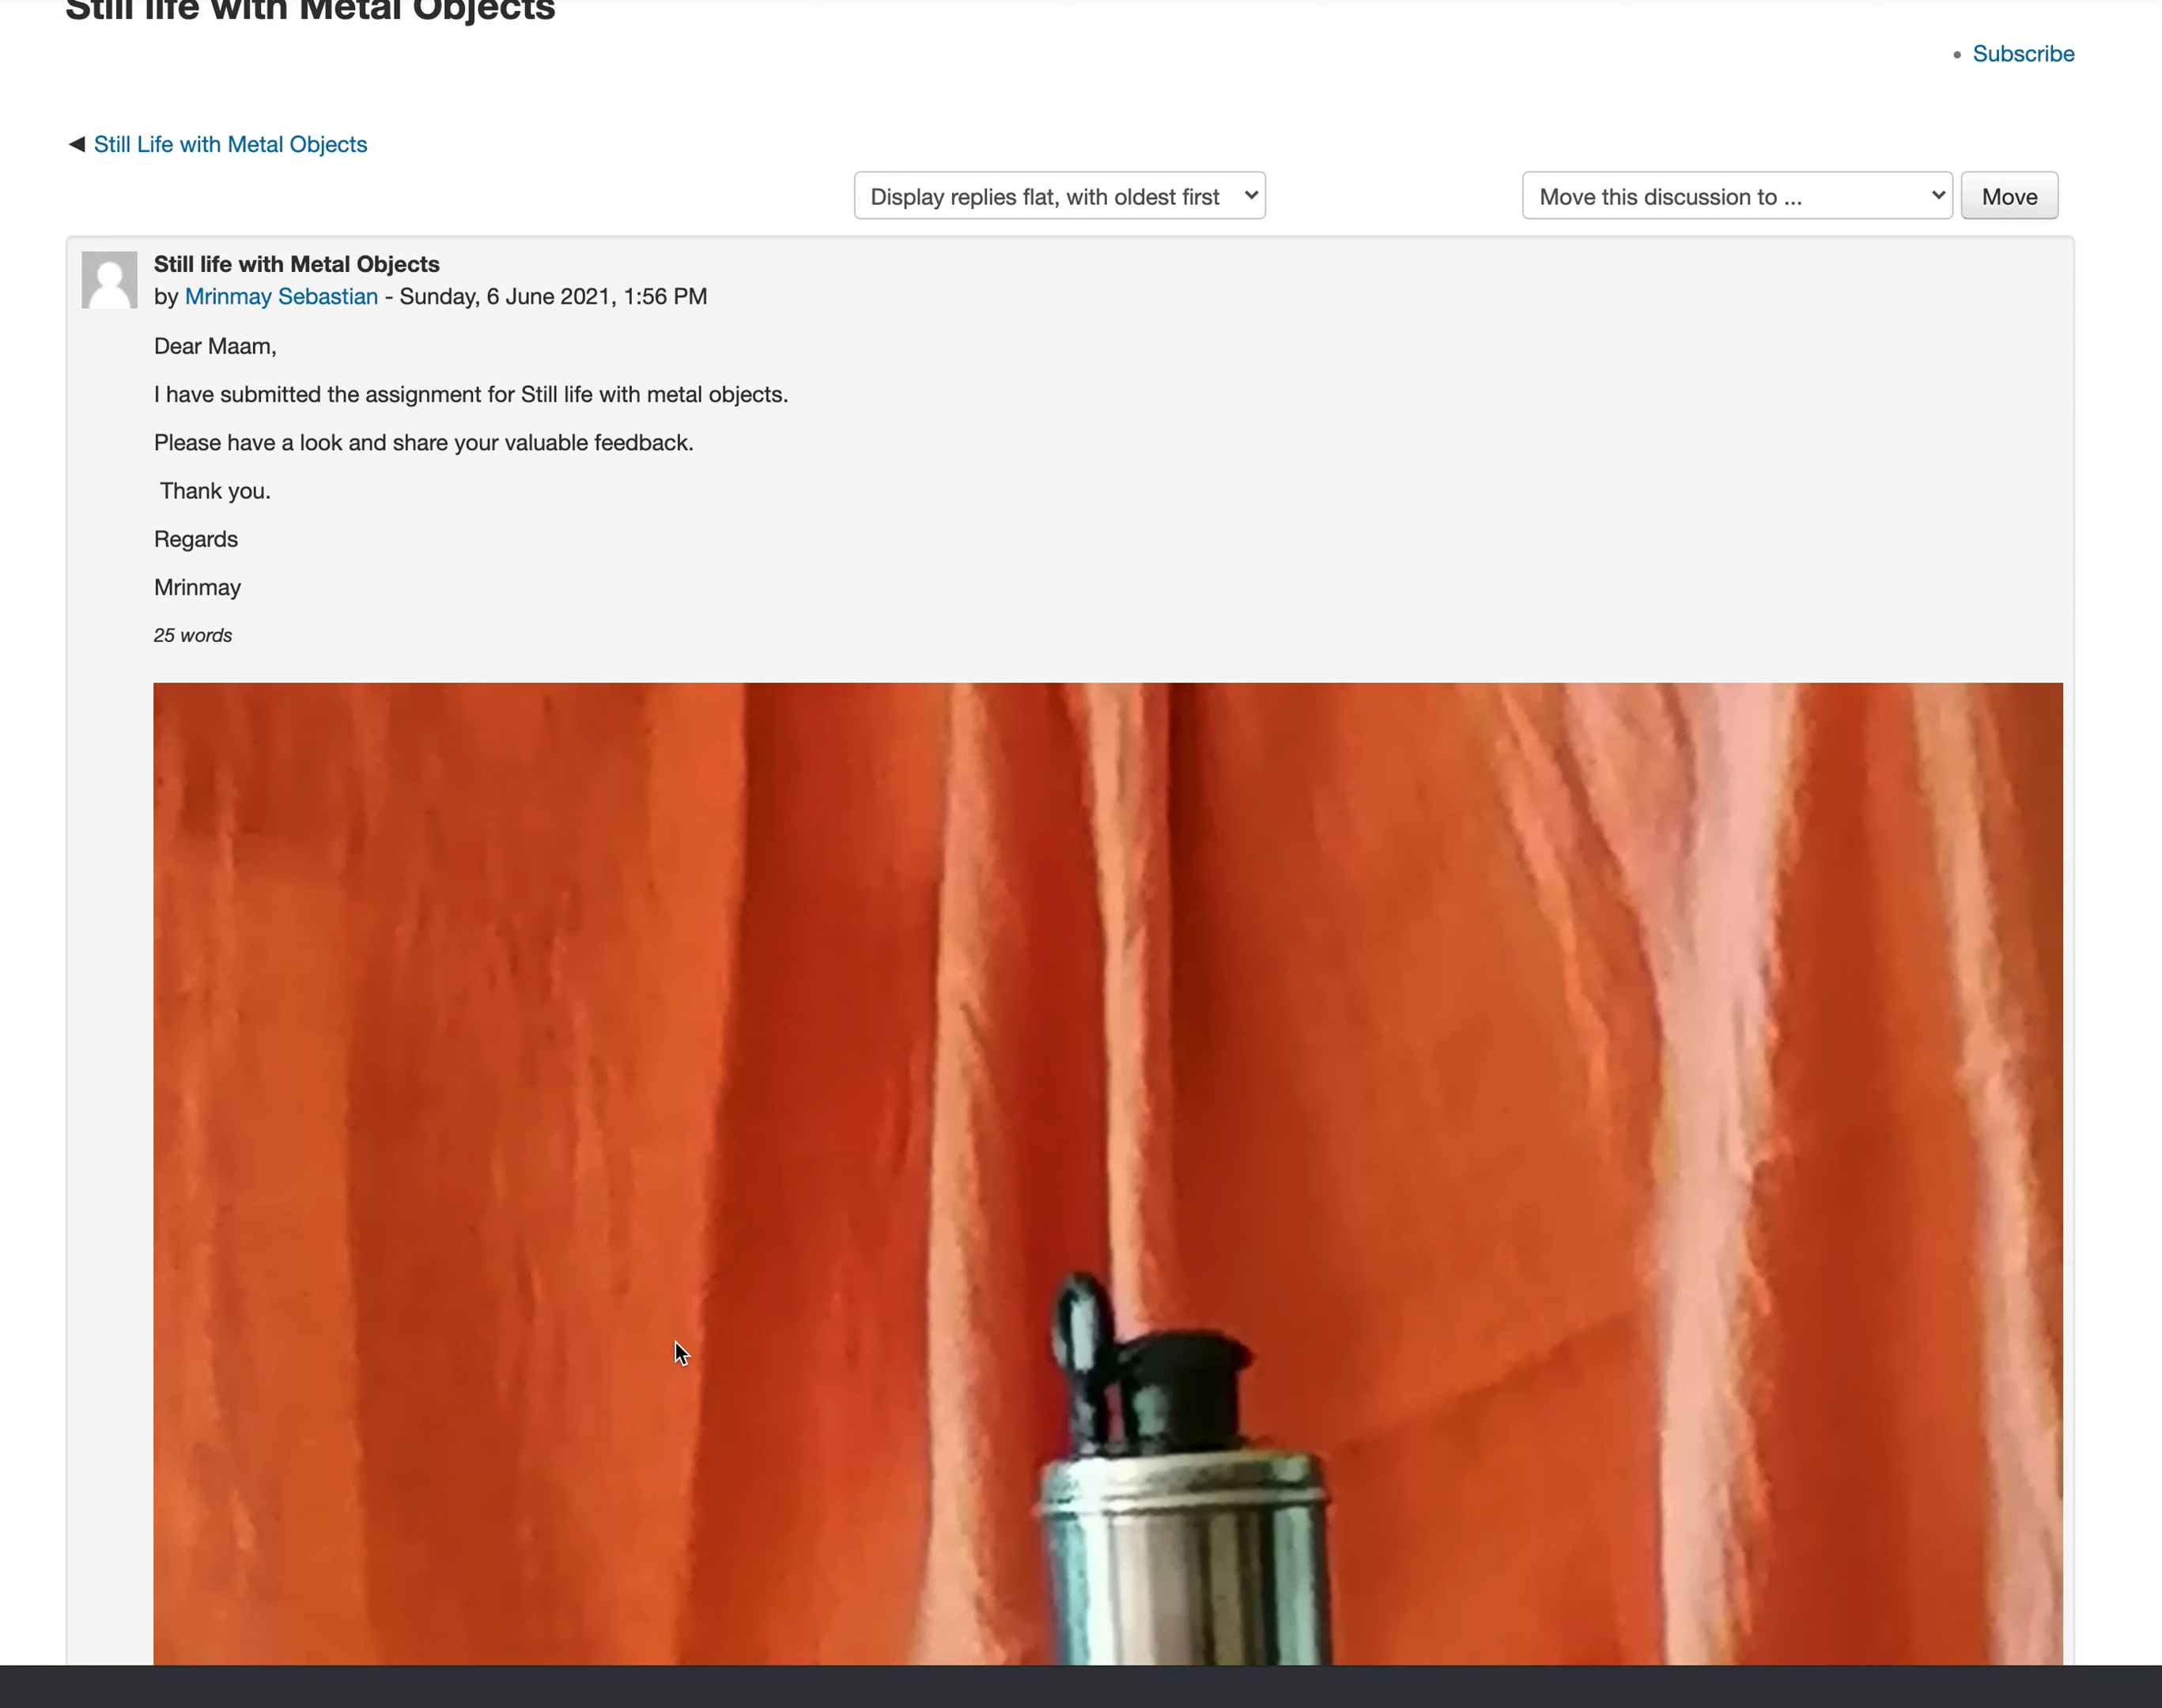 Still life with Metal Objects
Subscribe
Still Life with Metal Objects
Display replies flat, with oldest first
Move this discussion to ...
Move
Still life with Metal Objects
by Mrinmay Sebastian - Sunday, 6 June 2021, 1:56 PM
Dear Maam,
I have submitted the assignment for Still life with metal objects.
Please have a look and share your valuable feedback.
Thank you.
Regards
Mrinmay
25 words